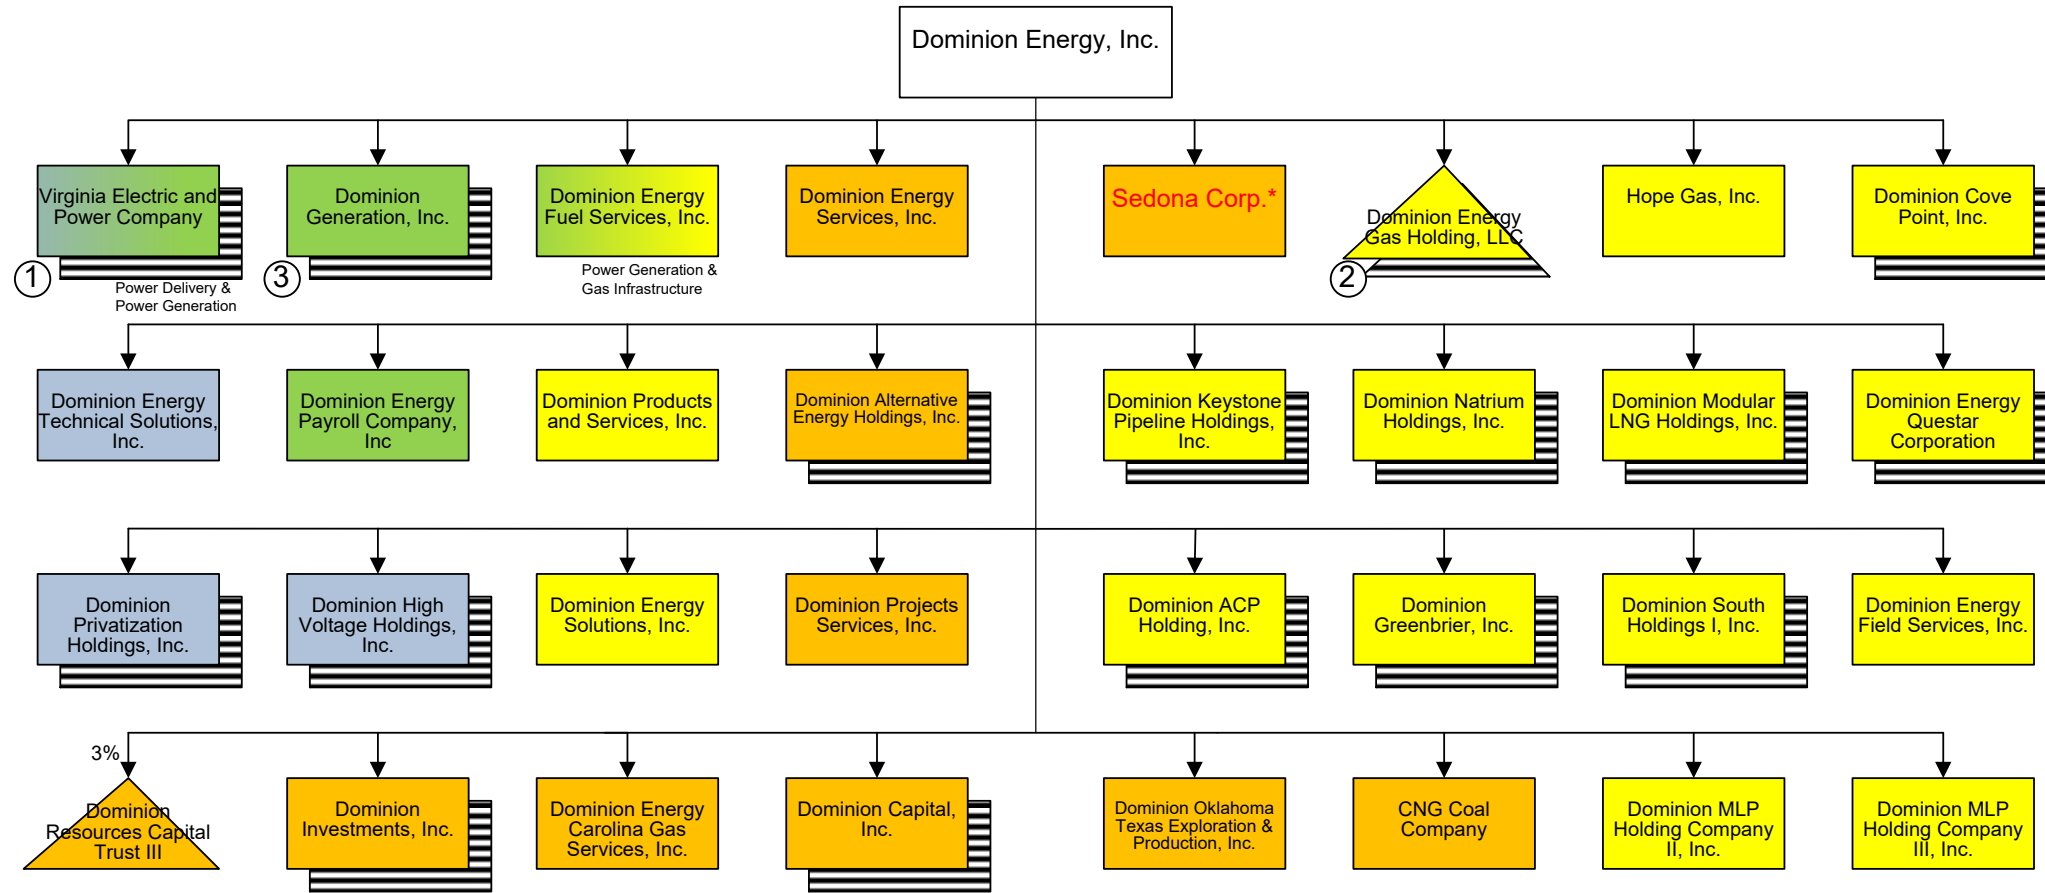 Dominion Energy, Inc.
Virginia Electric and
Power Company
1
Power Delivery &
Power Generation
Dominion
Generation, Inc.
3
Dominion Energy
Fuel Services, Inc.
Power Generation &
Gas Infrastructure
Dominion Energy
Services, Inc.
Sedona Corp.*
Dominion Energy
Gas Holding, LLC
2
Hope Gas, Inc.
Dominion Cove
Point, Inc.
Dominion Energy
Technical Solutions,
Inc.
Dominion Energy
Payroll Company,
Inc
Dominion Products
and Services, Inc.
Dominion Alternative
Energy Holdings, Inc.
Dominion Keystone
Pipeline Holdings,
Inc.
Dominion Natrium
Holdings, Inc.
Dominion Modular
LNG Holdings, Inc.
Dominion Energy
Questar
Corporation
Dominion
Privatization
Holdings, Inc.
Dominion High
Voltage Holdings,
Inc.
Dominion Energy
Solutions, Inc.
Dominion Projects
Services, Inc.
Dominion ACP
Holding, Inc.
Dominion
Greenbrier, Inc.
Dominion South
Holdings I, Inc.
Dominion Energy
Field Services, Inc.
3%
Dominion
Resources Capital
Trust III
Dominion
Investments, Inc.
Dominion Energy
Carolina Gas
Services, Inc.
Dominion Capital,
Inc.
Dominion Oklahoma
Texas Exploration &
Production, Inc.
CNG Coal
Company
Dominion MLP
Holding Company
II, Inc.
Dominion MLP
Holding Company
III, Inc.